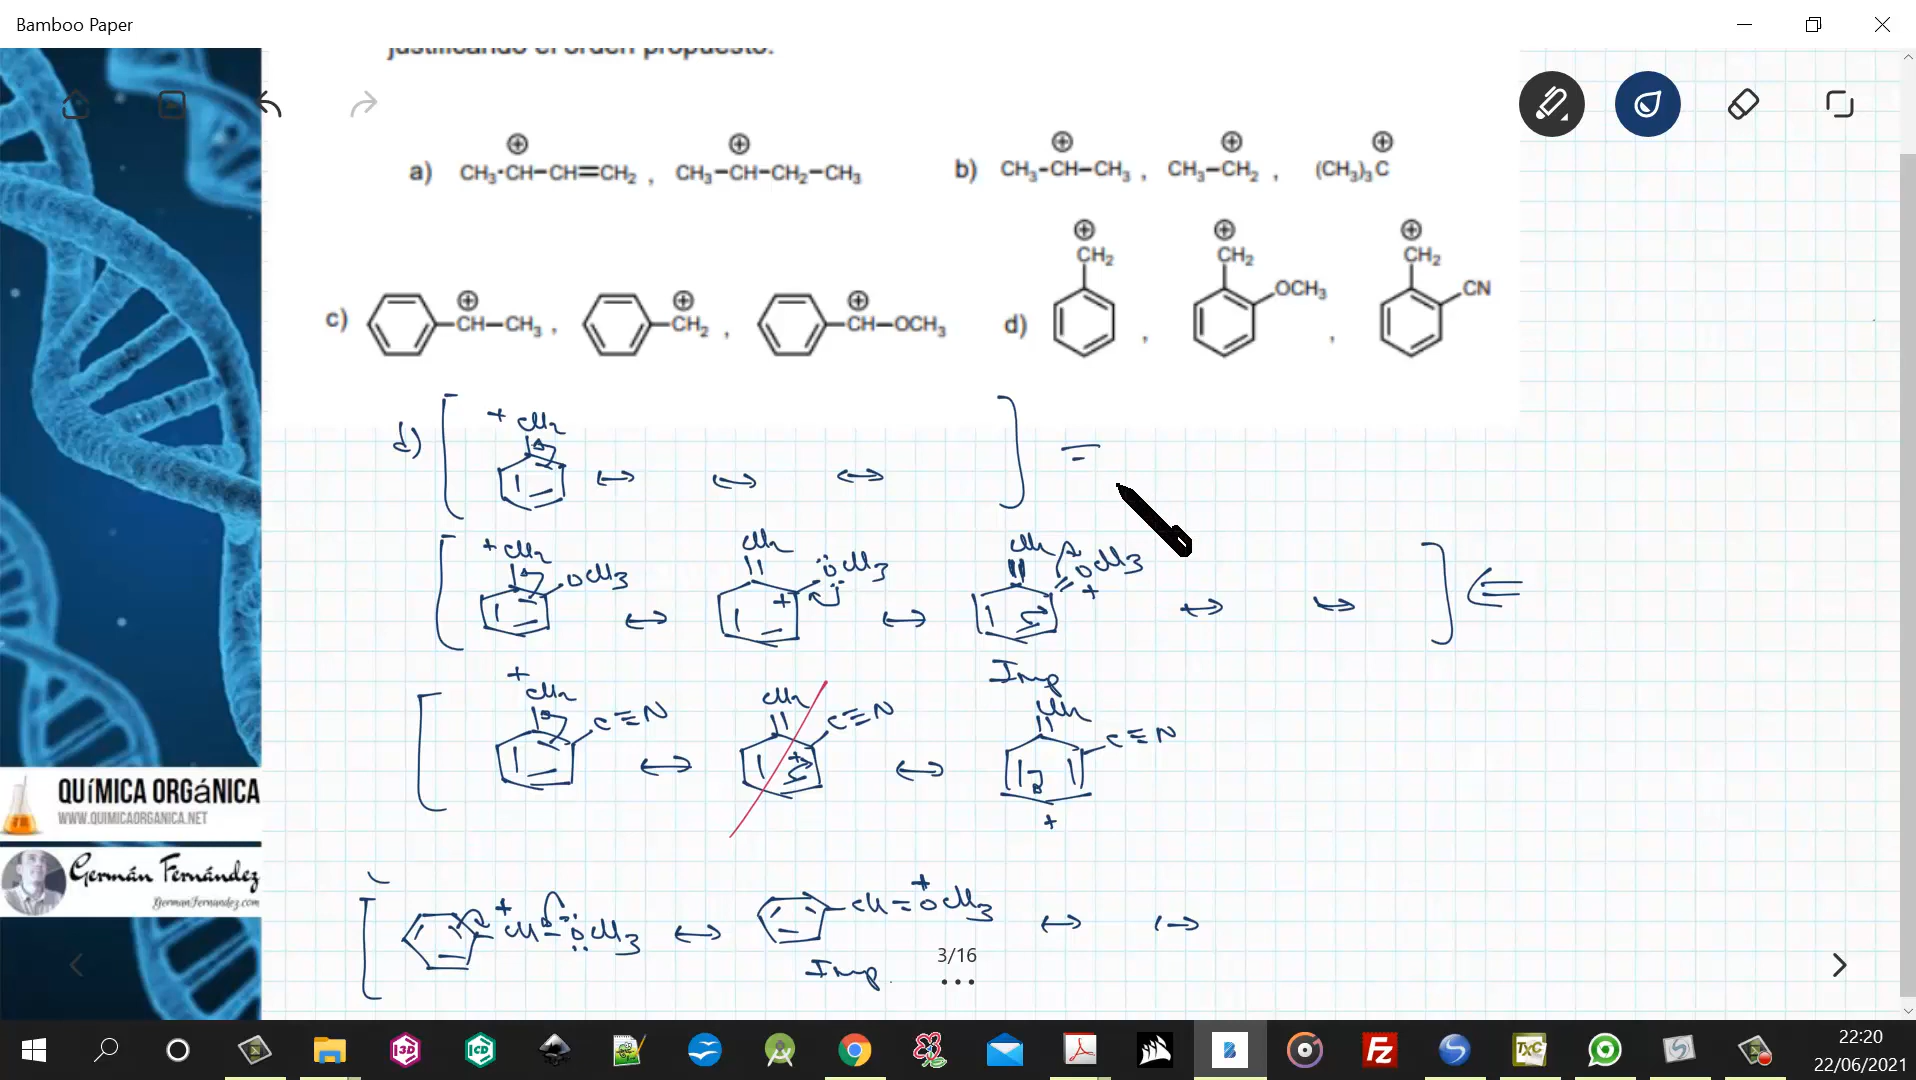 Bamboo Paper
justificando el orden propuesto.
a) CH₃-CH-CH=CH₂ , CH₃-CH-CH₂-CH₃
b) CH₃-CH-CH₃ , CH₃-CH₂ , (CH₃)₃C
c) CH-CH₃ , CH₂ , CH-OCH₃
d) CH₂ , CH₂ OCH₃ , CH₂ CN
d) + CH₂ ↔ ↔ ↔
+ CH₂ OCH₃ ↔ CH₂ + OCH₃ ↔ CH₂ OCH₃ + ↔ ↔
Imp
+ CH₂ C≡N ↔ CH₂ + C≡N ↔ CH₂ C≡N +
QUÍMICA ORGáNICA
WWW.QUIMICAORGANICA.NET
Germán Fernández
GermanFernandez.com
+ CH-OCH₃ ↔ CH=OCH₃ + ↔ ↔
Imp.
3/16
22:20
22/06/2021